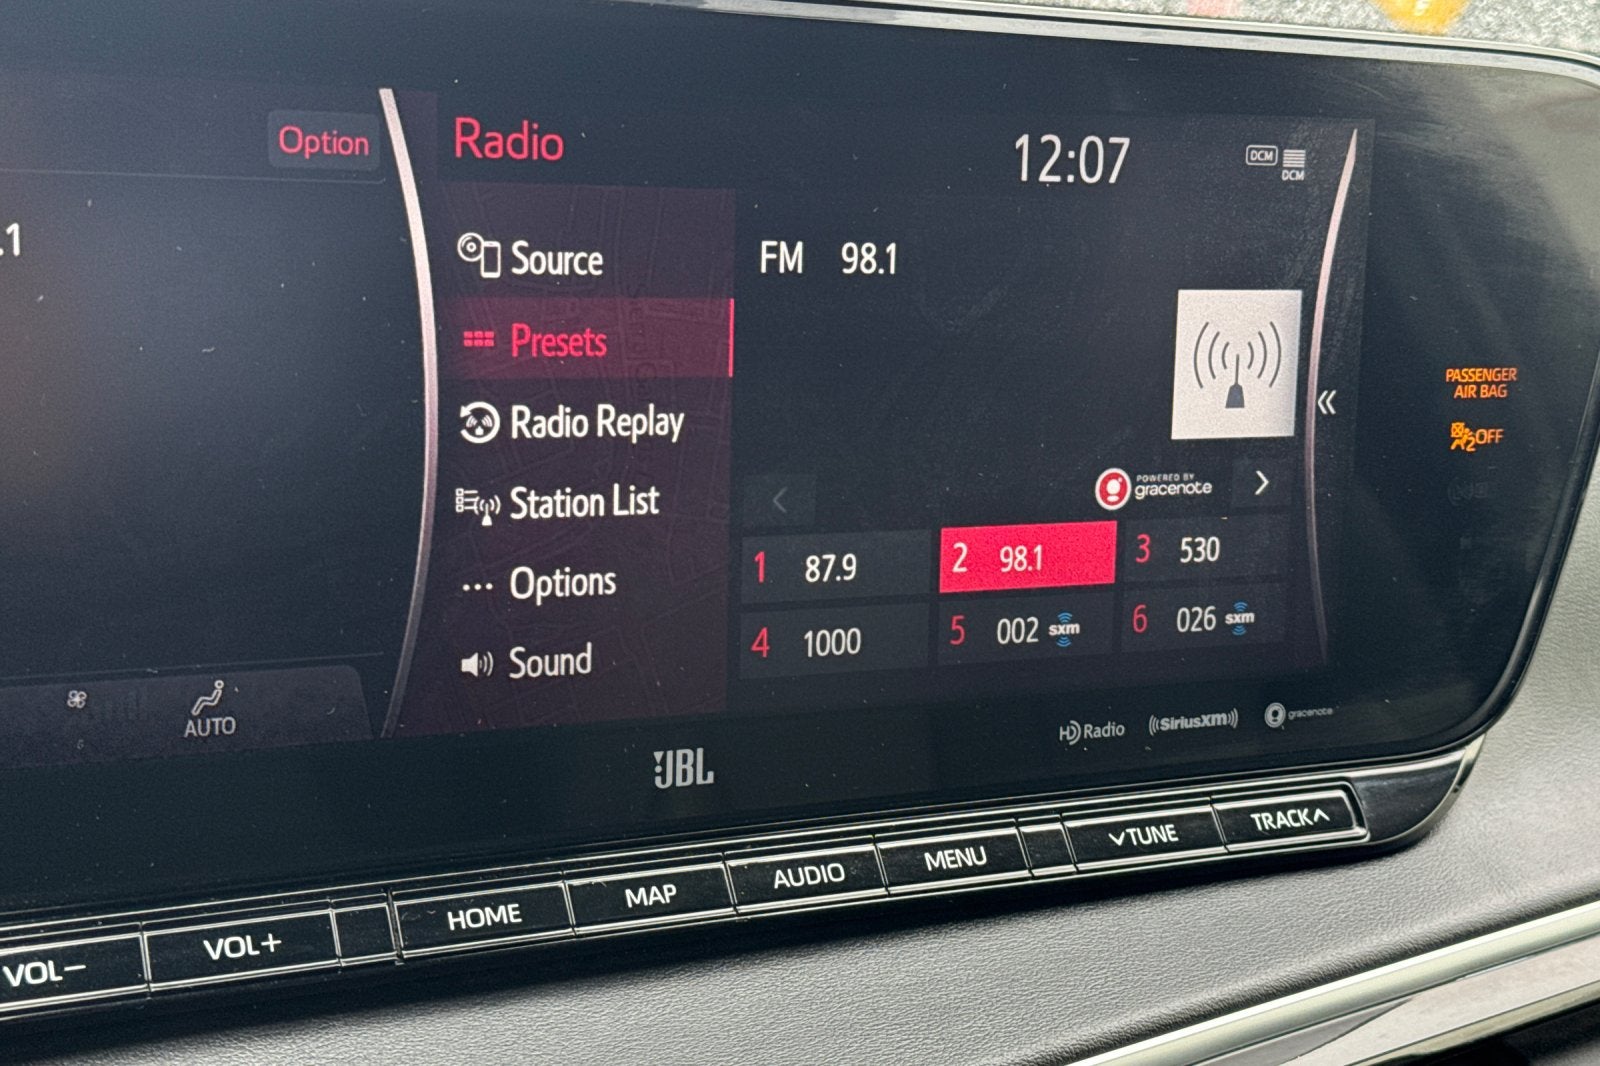 Option
.1
AUTO
Radio
12:07
DCM
DCM
Source
Presets
Radio Replay
Station List
Options
Sound
FM 98.1
«
POWERED BY
gracenote
1 87.9
2 98.1
3 530
4 1000
5 002 sxm
6 026 sxm
HD Radio
((SiriusXM))
gracenote
PASSENGER
AIR BAG
2 OFF
JBL
VOL−
VOL+
HOME
MAP
AUDIO
MENU
∨TUNE
TRACK∧